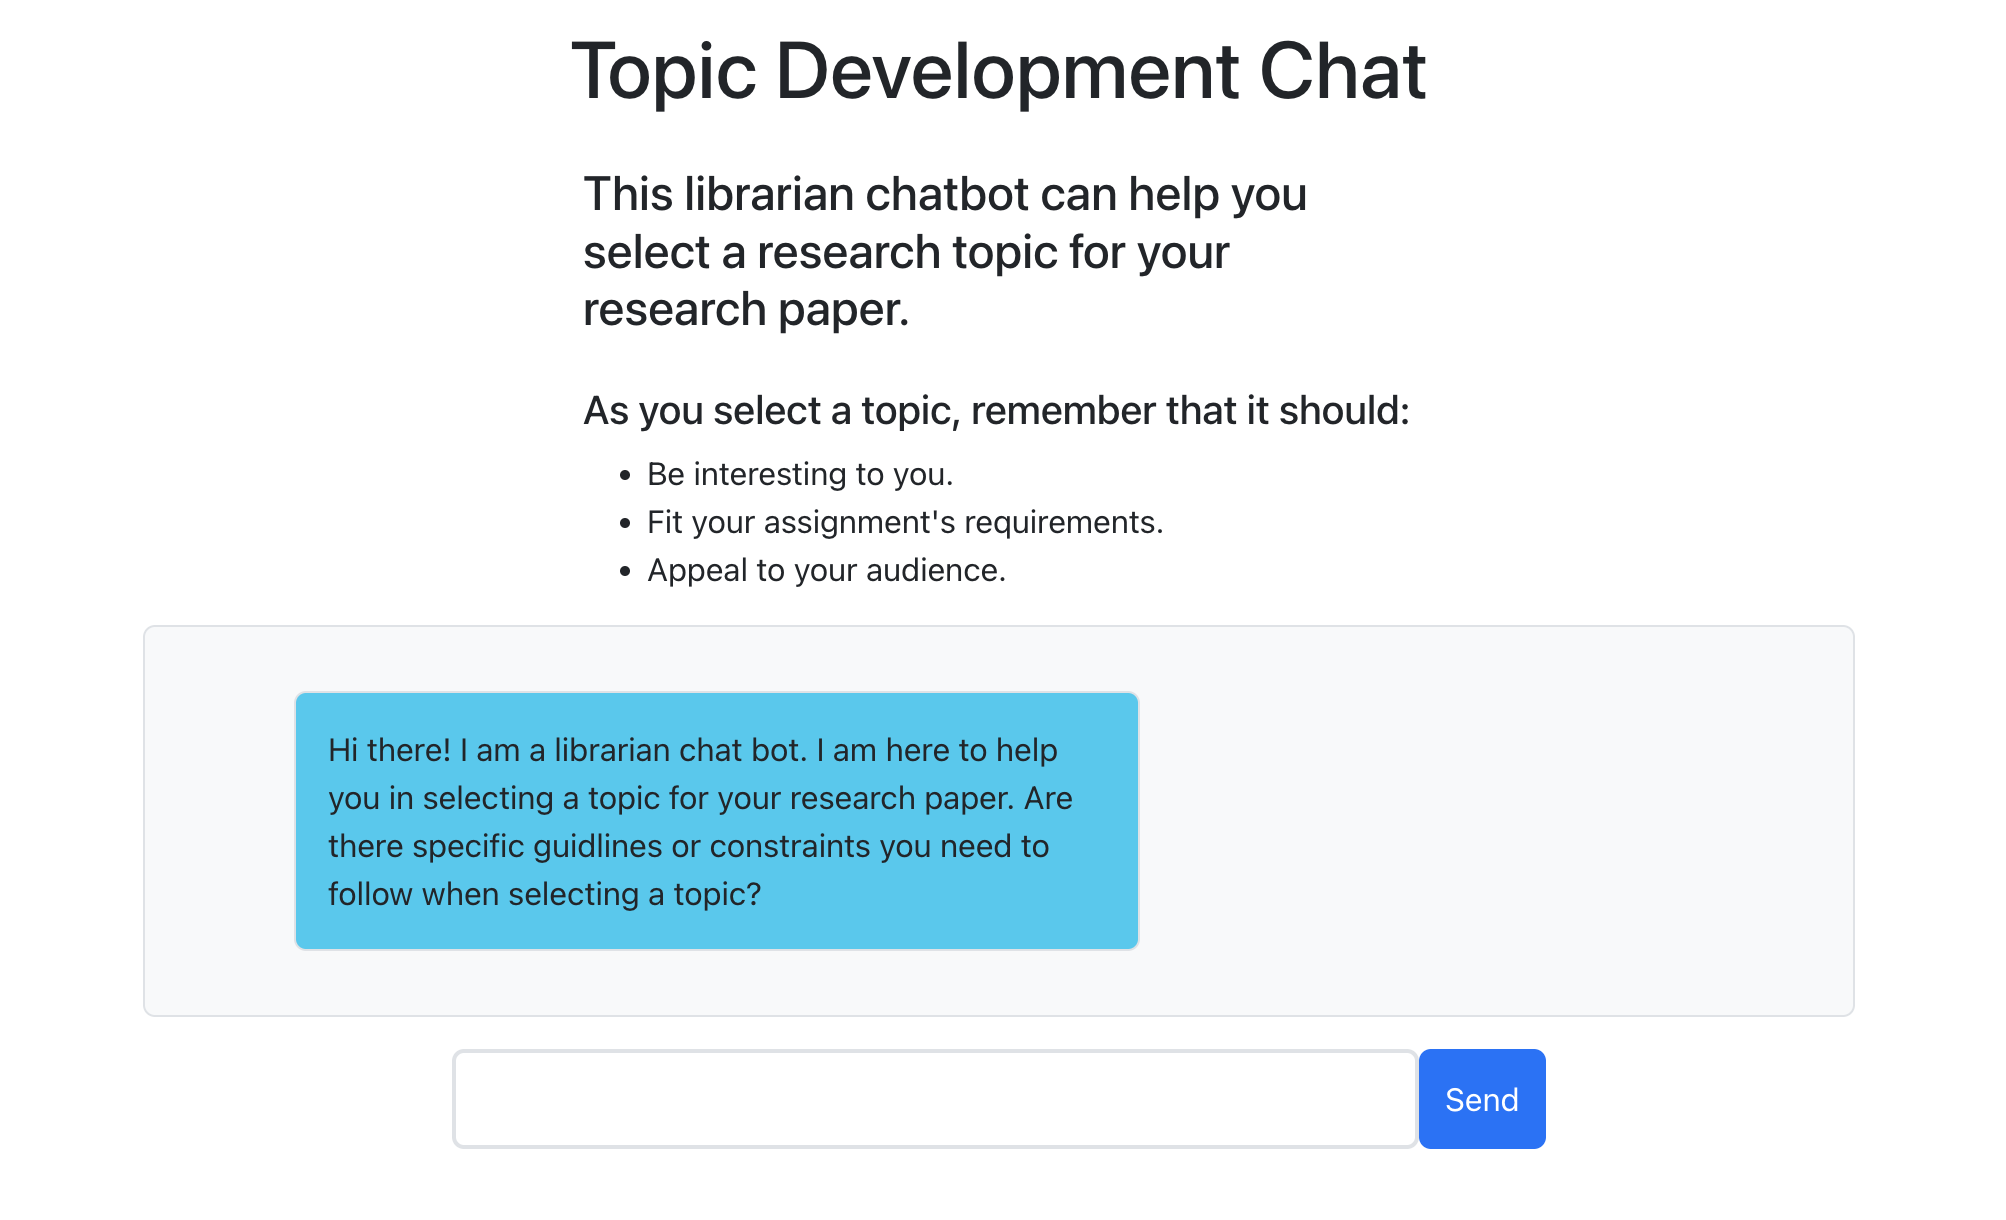 Topic Development Chat
This librarian chatbot can help you
select a research topic for your
research paper.
As you select a topic, remember that it should:
• Be interesting to you.
• Fit your assignment's requirements.
• Appeal to your audience.
Hi there! I am a librarian chat bot. I am here to help
you in selecting a topic for your research paper. Are
there specific guidlines or constraints you need to
follow when selecting a topic?
Send